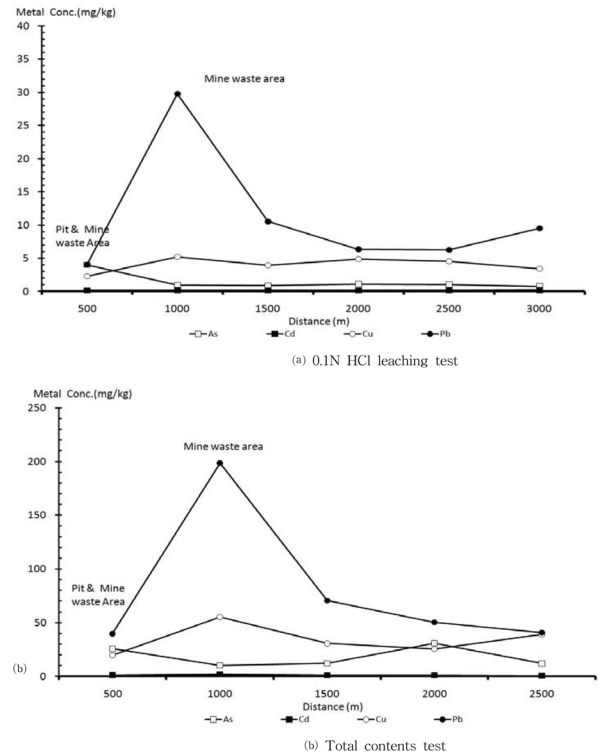 Metal Conc.(mg/kg)
40
35
30
25
20
15
10
5
0
Mine waste area
Pit & Mine
waste Area
500 1000 1500 2000 2500 3000
Distance (m)
As Cd Cu Pb
(a) 0.1N HCl leaching test
Metal Conc.(mg/kg)
250
200
150
100
50
0
Mine waste area
Pit & Mine
waste Area
(b)
500 1000 1500 2000 2500
Distance (m)
As Cd Cu Pb
(b) Total contents test